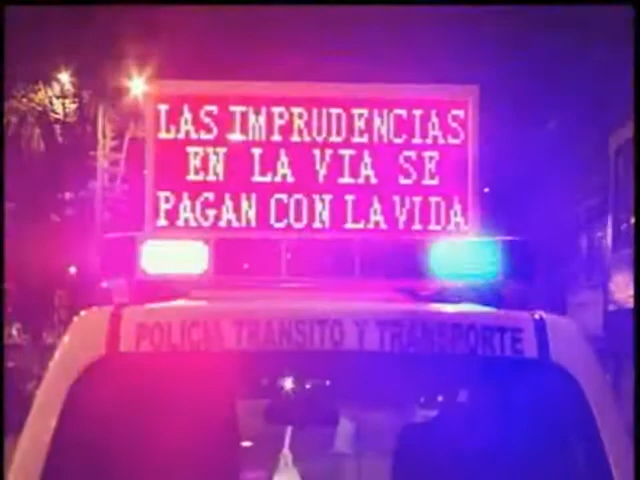 LAS IMPRUDENCIAS
EN LA VIA SE
PAGAN CON LA VIDA
POLICIA TRANSITO Y TRANSPORTE